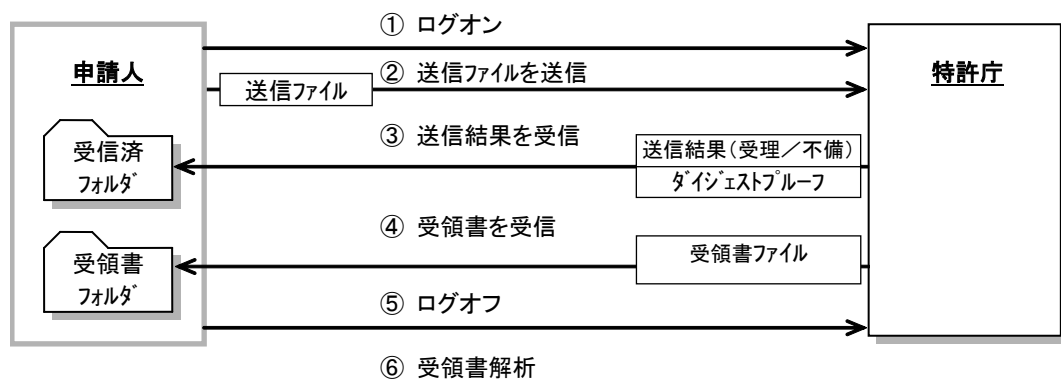 ① ログオン
申請人
特許庁
② 送信ファイルを送信
送信ファイル
③ 送信結果を受信
送信結果（受理／不備）
ﾀﾞｲｼﾞｪｽﾄﾌﾟﾙｰﾌ
受信済
ﾌｫﾙﾀﾞ
④ 受領書を受信
受領書ファイル
受領書
ﾌｫﾙﾀﾞ
⑤ ログオフ
⑥ 受領書解析